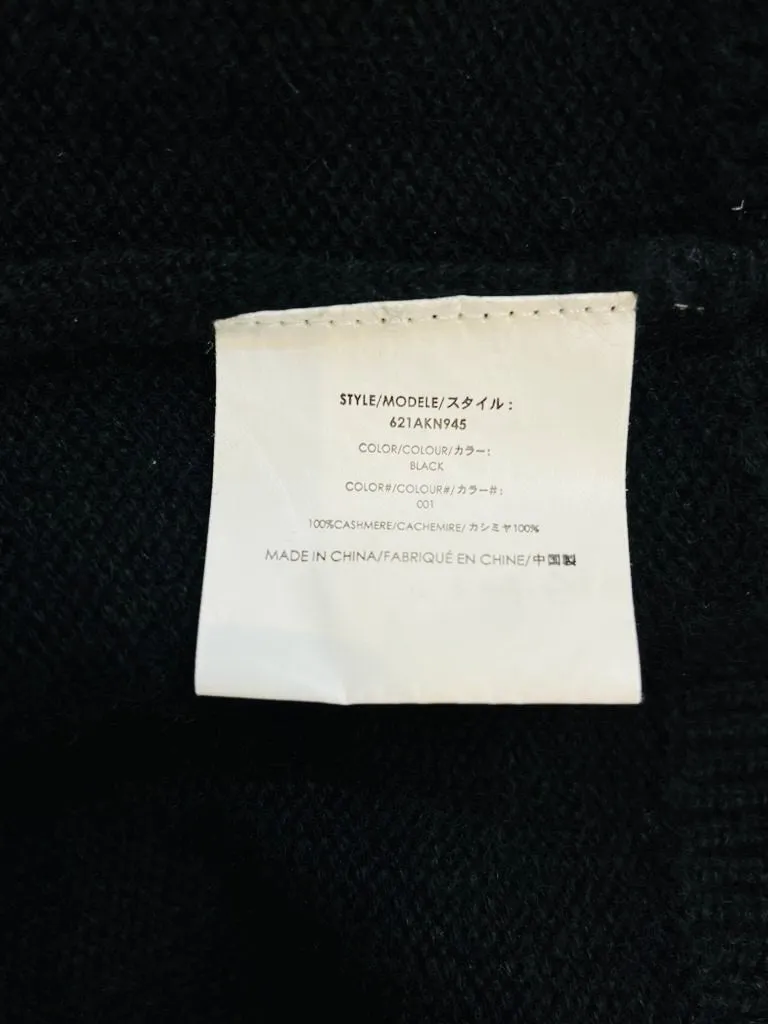 STYLE/MODELE/スタイル:
621AKN945
COLOR/COLOUR/カラー:
BLACK
COLOR#/COLOUR#/カラー#:
001
100%CASHMERE/CACHEMIRE/カシミヤ100%
MADE IN CHINA/FABRIQUÉ EN CHINE/中国製